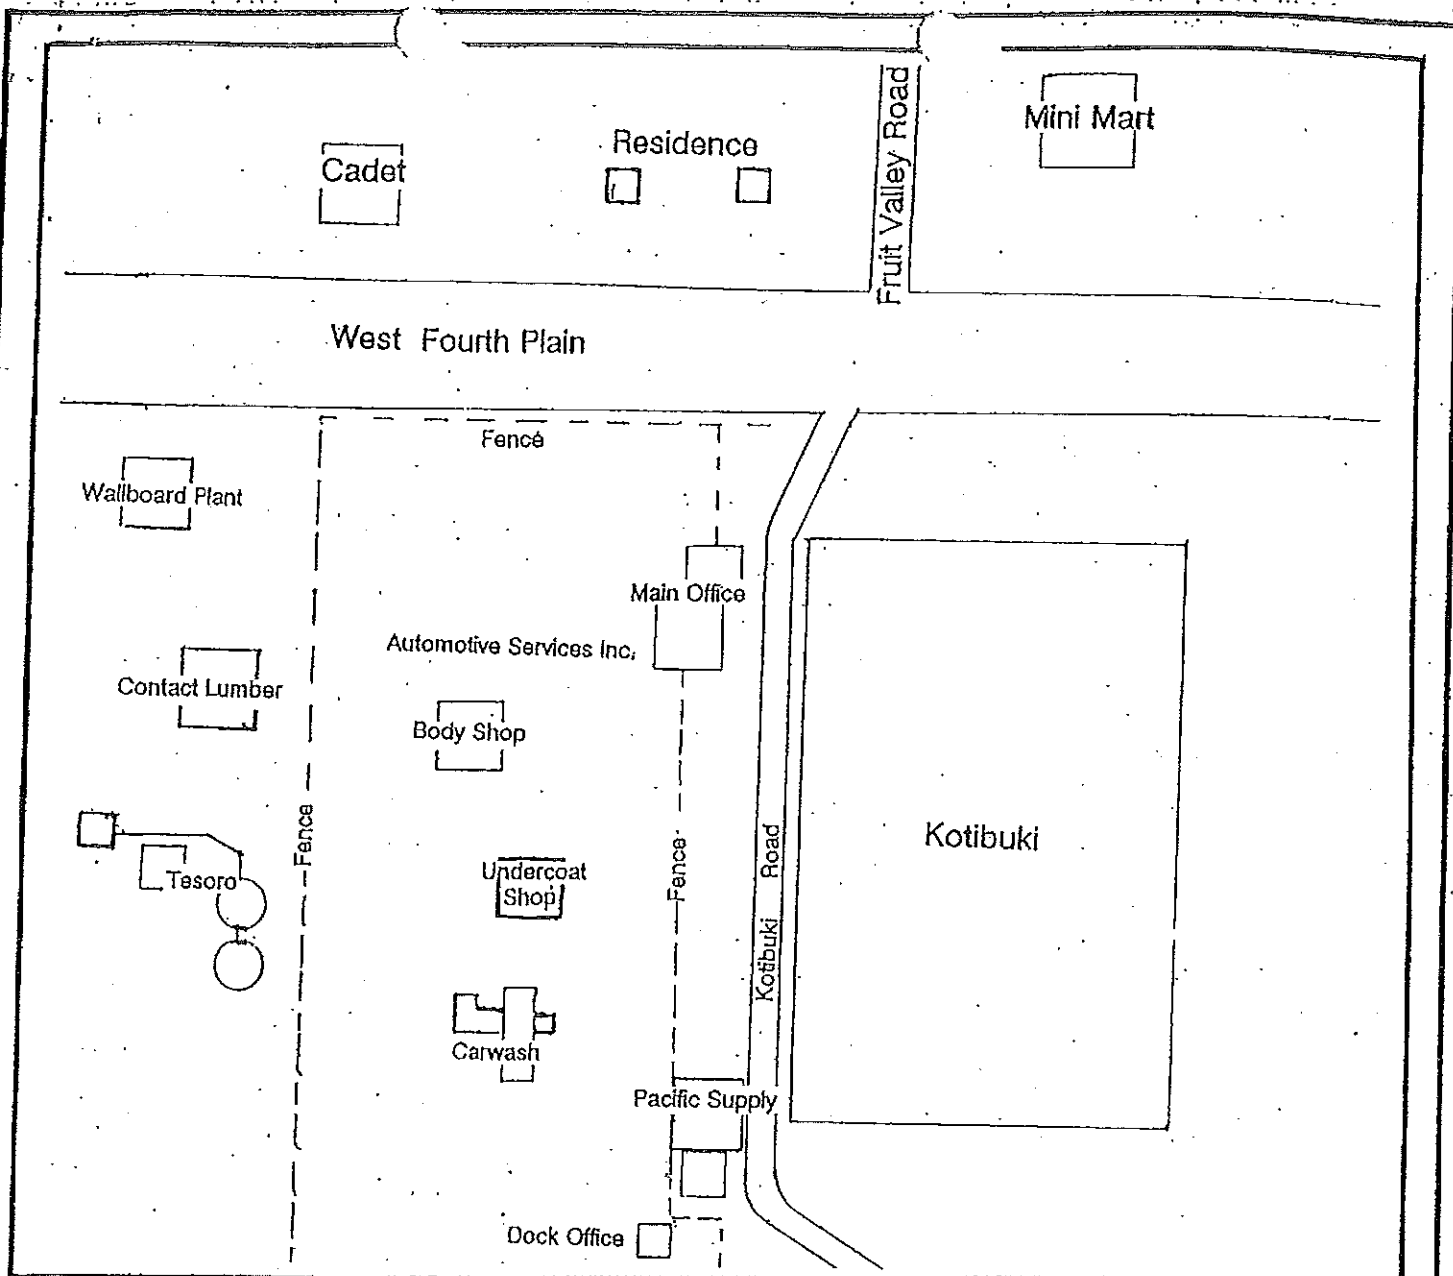 Fruit Valley Road
Mini Mart
Residence
Cadet
West Fourth Plain
Fence
Wallboard Plant
Main Office
Automotive Services Inc.
Contact Lumber
Body Shop
Fence
Fence
Kotibuki Road
Kotibuki
Undercoat
Shop
Tesoro
Carwash
Pacific Supply
Dock Office